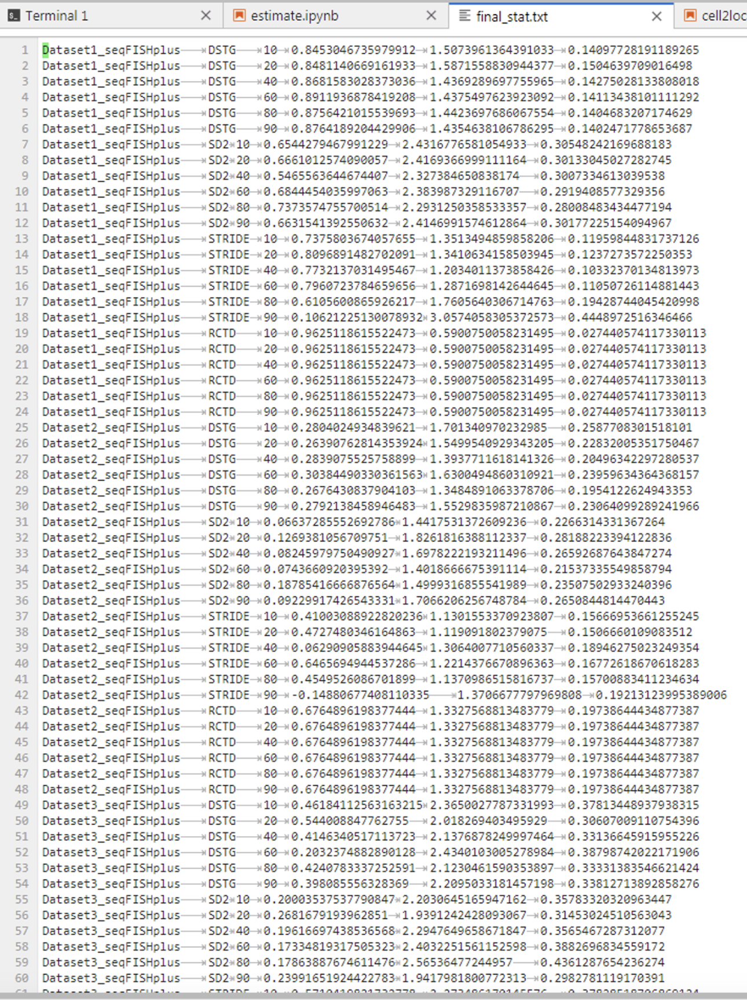 Terminal 1 estimate.ipynb final_stat.txt cell2loc
1 Dataset1_seqFISHplus DSTG 10 0.8453046735979912 1.5073961364391033 0.14097728191189265
2 Dataset1_seqFISHplus DSTG 20 0.8481140669161933 1.5871558830944377 0.1504639709016498
3 Dataset1_seqFISHplus DSTG 40 0.8681583028373036 1.4369289697755965 0.14275028133808018
4 Dataset1_seqFISHplus DSTG 60 0.8911936878419208 1.4375497623923092 0.14113438101111292
5 Dataset1_seqFISHplus DSTG 80 0.8756421015539693 1.4423697686067554 0.1404683207174629
6 Dataset1_seqFISHplus DSTG 90 0.8764189204429906 1.4354638106786295 0.1402471778653687
7 Dataset1_seqFISHplus SD2 10 0.6544279467991229 2.4316776581054933 0.30548242169688183
8 Dataset1_seqFISHplus SD2 20 0.6661012574090057 2.4169366999111164 0.30133045027282745
9 Dataset1_seqFISHplus SD2 40 0.5465563644674407 2.327384650838174 0.3007334613039538
10 Dataset1_seqFISHplus SD2 60 0.6844454035997063 2.383987329116707 0.2919408577329356
11 Dataset1_seqFISHplus SD2 80 0.7373574755700514 2.2931250358533357 0.28008483434477194
12 Dataset1_seqFISHplus SD2 90 0.6631541392550632 2.4146991574612864 0.30177225154094967
13 Dataset1_seqFISHplus STRIDE 10 0.7375803674057655 1.3513494859858206 0.11959844831737126
14 Dataset1_seqFISHplus STRIDE 20 0.8096891482702091 1.3410634158503945 0.1237273572250353
15 Dataset1_seqFISHplus STRIDE 40 0.7732137031495467 1.2034011373858426 0.10332370134813973
16 Dataset1_seqFISHplus STRIDE 60 0.7960723784659656 1.2871698142644645 0.11050726114881443
17 Dataset1_seqFISHplus STRIDE 80 0.6105600865926217 1.7605640306714763 0.19428744045420998
18 Dataset1_seqFISHplus STRIDE 90 0.10621225130078932 3.0574058305372573 0.4448972516346466
19 Dataset1_seqFISHplus RCTD 10 0.9625118615522473 0.5900750058231495 0.027440574117330113
20 Dataset1_seqFISHplus RCTD 20 0.9625118615522473 0.5900750058231495 0.027440574117330113
21 Dataset1_seqFISHplus RCTD 40 0.9625118615522473 0.5900750058231495 0.027440574117330113
22 Dataset1_seqFISHplus RCTD 60 0.9625118615522473 0.5900750058231495 0.027440574117330113
23 Dataset1_seqFISHplus RCTD 80 0.9625118615522473 0.5900750058231495 0.027440574117330113
24 Dataset1_seqFISHplus RCTD 90 0.9625118615522473 0.5900750058231495 0.027440574117330113
25 Dataset2_seqFISHplus DSTG 10 0.2804024934839621 1.701340970232985 0.2587708301518101
26 Dataset2_seqFISHplus DSTG 20 0.26390762814353924 1.5499540929343205 0.22832005351750467
27 Dataset2_seqFISHplus DSTG 40 0.2839075525758899 1.3937711618141326 0.20496342297280537
28 Dataset2_seqFISHplus DSTG 60 0.30384490330361563 1.6300494860310921 0.23959634364368157
29 Dataset2_seqFISHplus DSTG 80 0.2676430837904103 1.3484891063378706 0.1954122624943353
30 Dataset2_seqFISHplus DSTG 90 0.2792138458946483 1.5529835987210867 0.23064099289241966
31 Dataset2_seqFISHplus SD2 10 0.06637285552692786 1.4417531372609236 0.2266314331367264
32 Dataset2_seqFISHplus SD2 20 0.1269381056709751 1.8261816388112337 0.28188223394122836
33 Dataset2_seqFISHplus SD2 40 0.08245979750490927 1.6978222193211496 0.26592687643847274
34 Dataset2_seqFISHplus SD2 60 0.0743660920395392 1.4018666675391114 0.21537335549858794
35 Dataset2_seqFISHplus SD2 80 0.1878541666876564 1.4999316855541989 0.23507502933240396
36 Dataset2_seqFISHplus SD2 90 0.09229917426543331 1.7066206256748784 0.2650844814470443
37 Dataset2_seqFISHplus STRIDE 10 0.41003088922820236 1.1301553370923807 0.15666953661255245
38 Dataset2_seqFISHplus STRIDE 20 0.4727480346164863 1.119091802379075 0.1506660109083512
39 Dataset2_seqFISHplus STRIDE 40 0.062909058839​44645 1.3064007710560337 0.18946275023249354
40 Dataset2_seqFISHplus STRIDE 60 0.6465694944537286 1.2214376670896363 0.16772618670618283
41 Dataset2_seqFISHplus STRIDE 80 0.4549526086701899 1.1370986515816737 0.15700883411234634
42 Dataset2_seqFISHplus STRIDE 90 -0.14880677408110335 1.3706677797969808 0.19213123995389006
43 Dataset2_seqFISHplus RCTD 10 0.6764896198377444 1.3327568813483779 0.19738644434877387
44 Dataset2_seqFISHplus RCTD 20 0.6764896198377444 1.3327568813483779 0.19738644434877387
45 Dataset2_seqFISHplus RCTD 40 0.6764896198377444 1.3327568813483779 0.19738644434877387
46 Dataset2_seqFISHplus RCTD 60 0.6764896198377444 1.3327568813483779 0.19738644434877387
47 Dataset2_seqFISHplus RCTD 80 0.6764896198377444 1.3327568813483779 0.19738644434877387
48 Dataset2_seqFISHplus RCTD 90 0.6764896198377444 1.3327568813483779 0.19738644434877387
49 Dataset3_seqFISHplus DSTG 10 0.46184112563163215 2.3650027787331993 0.37813448937938315
50 Dataset3_seqFISHplus DSTG 20 0.544008847762755 2.018269403495929 0.306070091​10754396
51 Dataset3_seqFISHplus DSTG 40 0.4146340517113723 2.1376878249997464 0.33136645915955226
52 Dataset3_seqFISHplus DSTG 60 0.2032374882890128 2.4340103005278984 0.38798742022171906
53 Dataset3_seqFISHplus DSTG 80 0.4240783337252591 2.1230461590353897 0.33331383546621424
54 Dataset3_seqFISHplus DSTG 90 0.398085556328369 2.2095033181457198 0.33812713892858276
55 Dataset3_seqFISHplus SD2 10 0.20003537537790847 2.2030645165947162 0.35783320320963447
56 Dataset3_seqFISHplus SD2 20 0.2681679193962851 1.9391242428093067 0.31453024510563043
57 Dataset3_seqFISHplus SD2 40 0.19616697438536568 2.2947649658671847 0.3565467287312077
58 Dataset3_seqFISHplus SD2 60 0.17334819317505323 2.4032251561152598 0.3882696834559172
59 Dataset3_seqFISHplus SD2 80 0.17863887674611476 2.56536477244957 0.4361287654236274
60 Dataset3_seqFISHplus SD2 90 0.23991651924422783 1.9417981800772313 0.2982781119170391